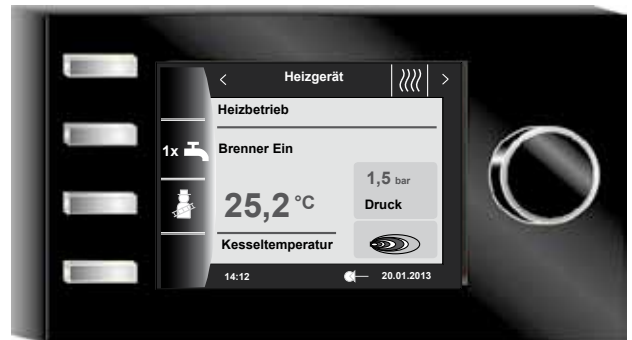 < Heizgerät >
Heizbetrieb
1x
Brenner Ein
25,2 °C
1,5 bar
Druck
Kesseltemperatur
14:12
20.01.2013